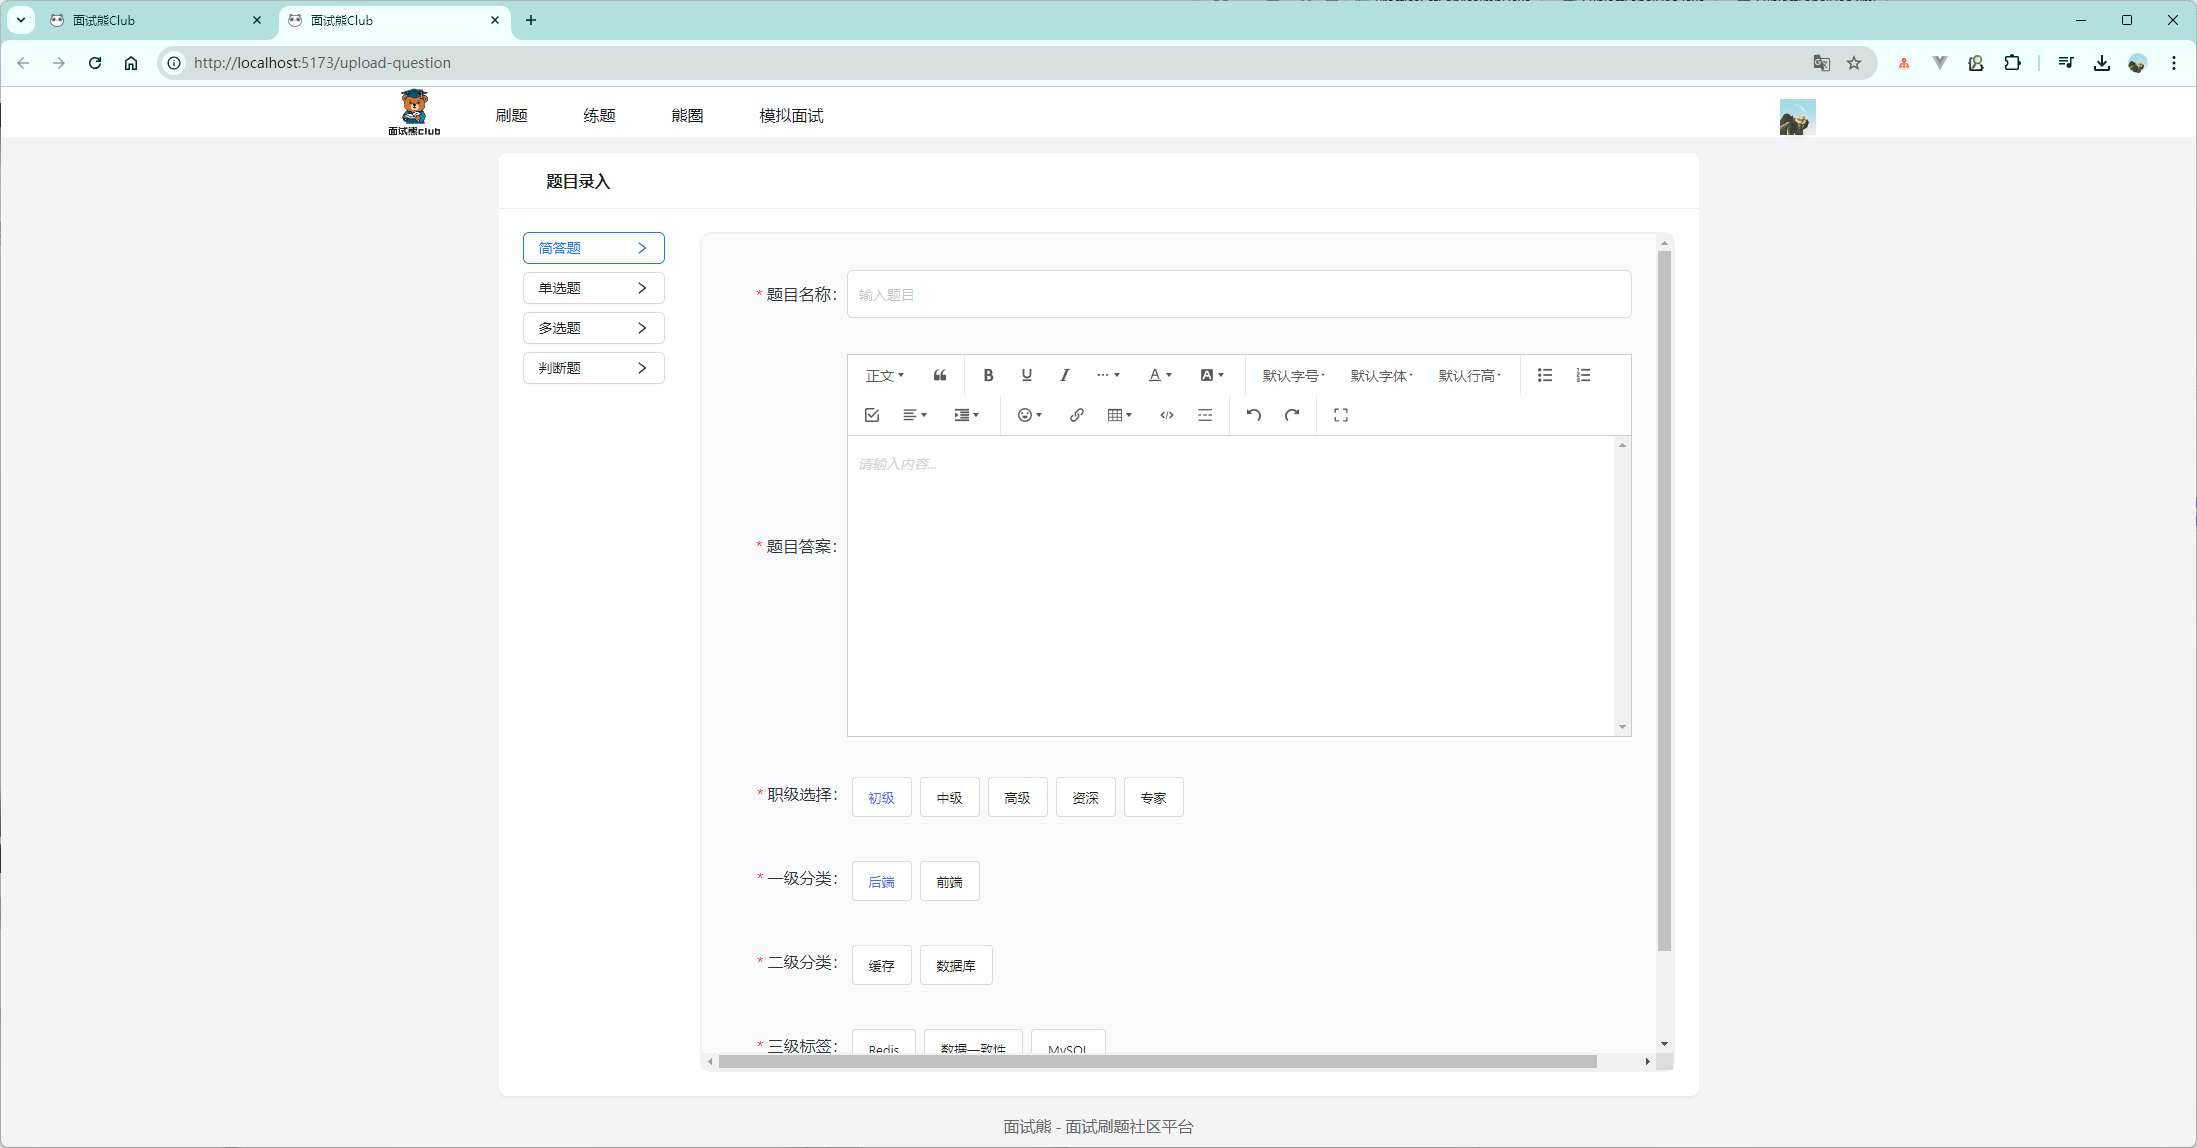 面试熊Club
面试熊Club
http://localhost:5173/upload-question
面试熊club
刷题 练题 熊圈 模拟面试
题目录入
简答题
单选题
多选题
判断题
* 题目名称: 输入题目
正文 B U I A A 默认字号 默认字体 默认行高
请输入内容...
* 题目答案:
* 职级选择: 初级 中级 高级 资深 专家
* 一级分类: 后端 前端
* 二级分类: 缓存 数据库
* 三级标签: Redis 数据一致性 MySQL
面试熊 - 面试刷题社区平台